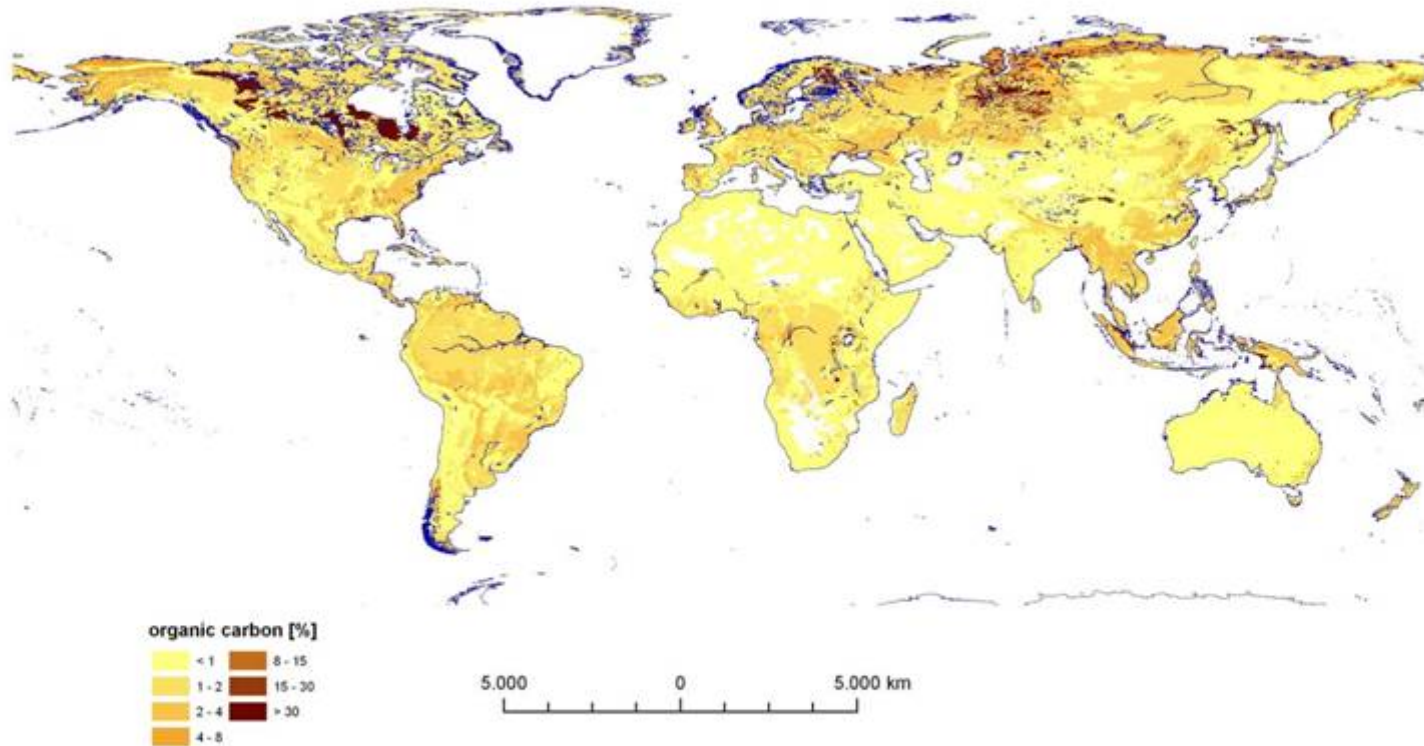 organic carbon [%]
< 1 8 - 15
1 - 2 15 - 30
2 - 4 > 30
4 - 8
5.000 0 5.000 km